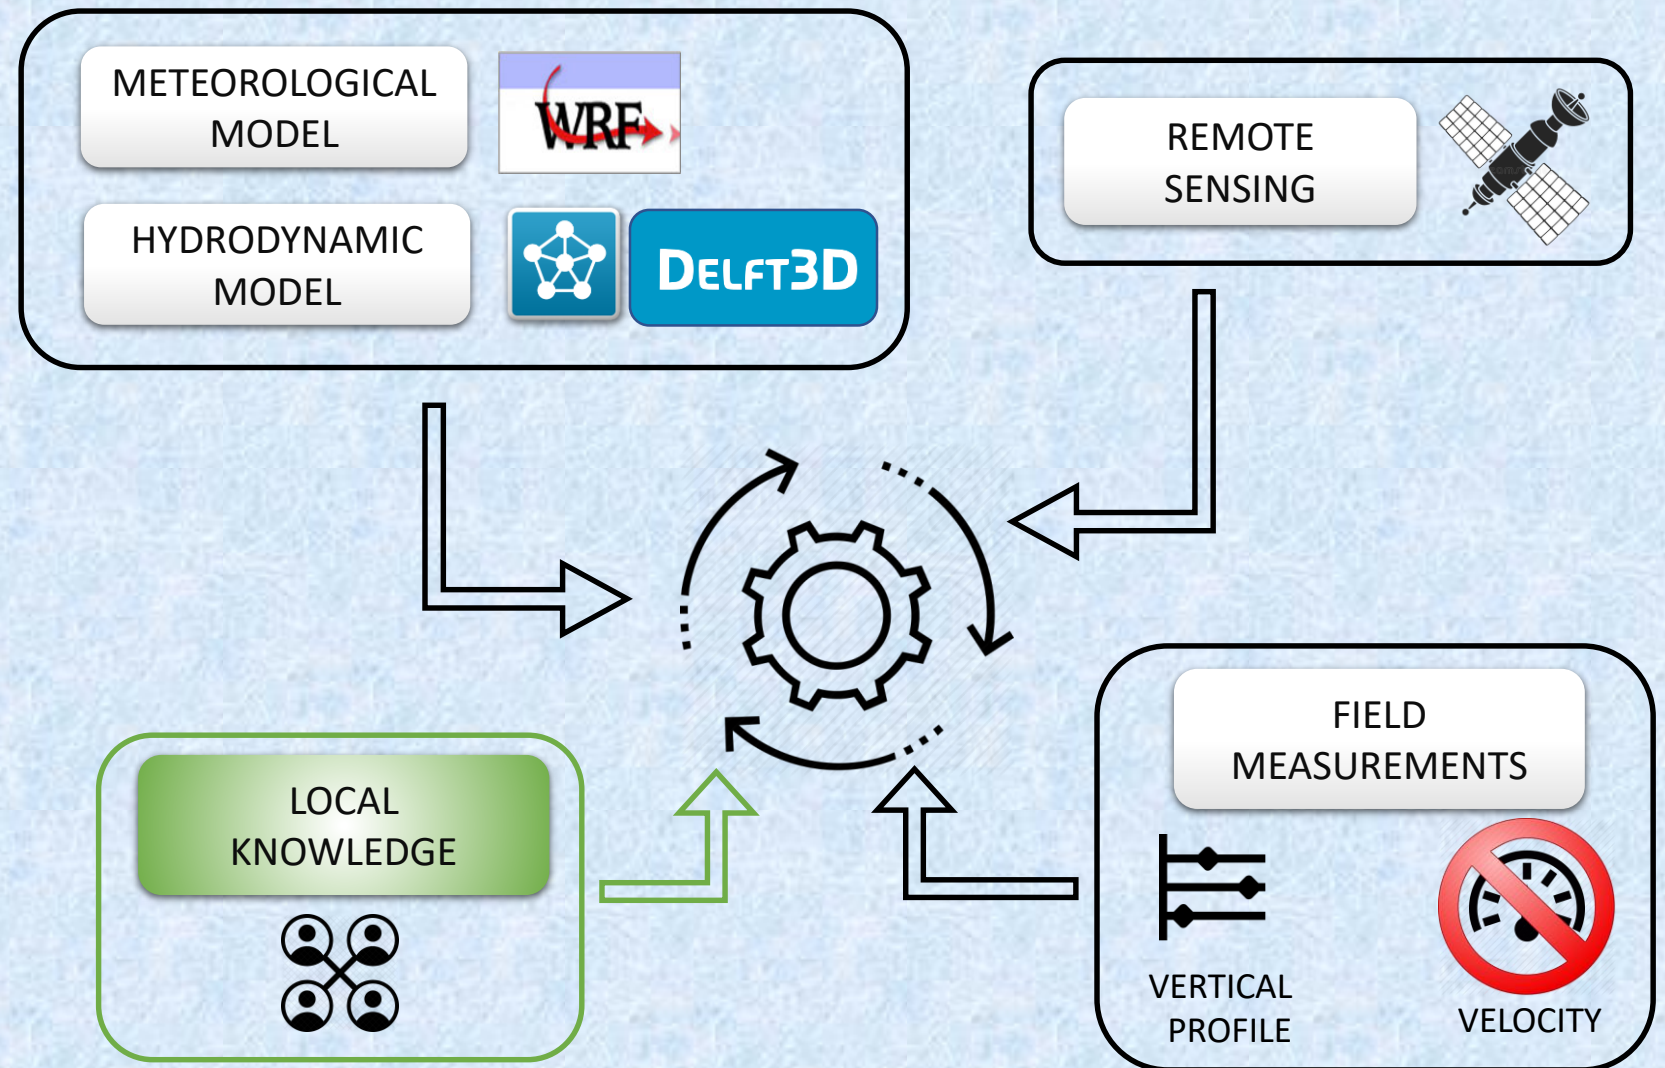 METEOROLOGICAL
MODEL
WRF
HYDRODYNAMIC
MODEL
DELFT3D
REMOTE
SENSING
LOCAL
KNOWLEDGE
FIELD
MEASUREMENTS
VERTICAL
PROFILE
VELOCITY